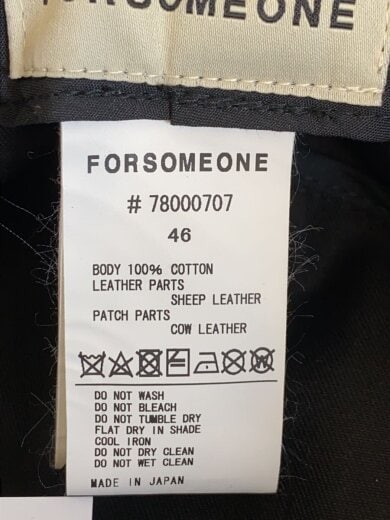 FORSOMEONE
FORSOMEONE
# 78000707
46
BODY 100% COTTON
LEATHER PARTS
SHEEP LEATHER
PATCH PARTS
COW LEATHER
DO NOT WASH
DO NOT BLEACH
DO NOT TUMBLE DRY
FLAT DRY IN SHADE
COOL IRON
DO NOT DRY CLEAN
DO NOT WET CLEAN
MADE IN JAPAN